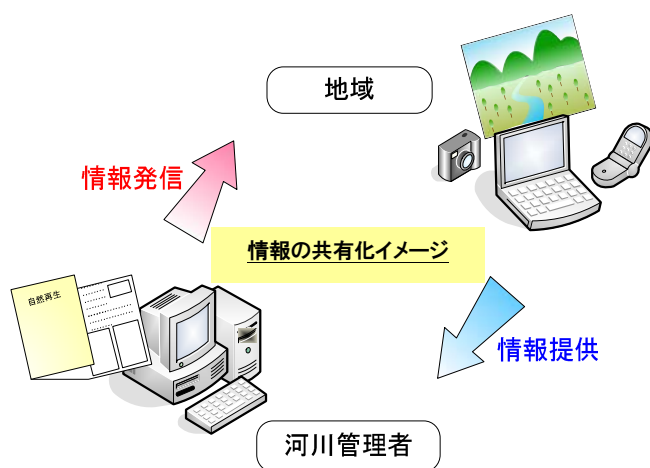 地域
情報発信
情報の共有化イメージ
自然再生
情報提供
河川管理者